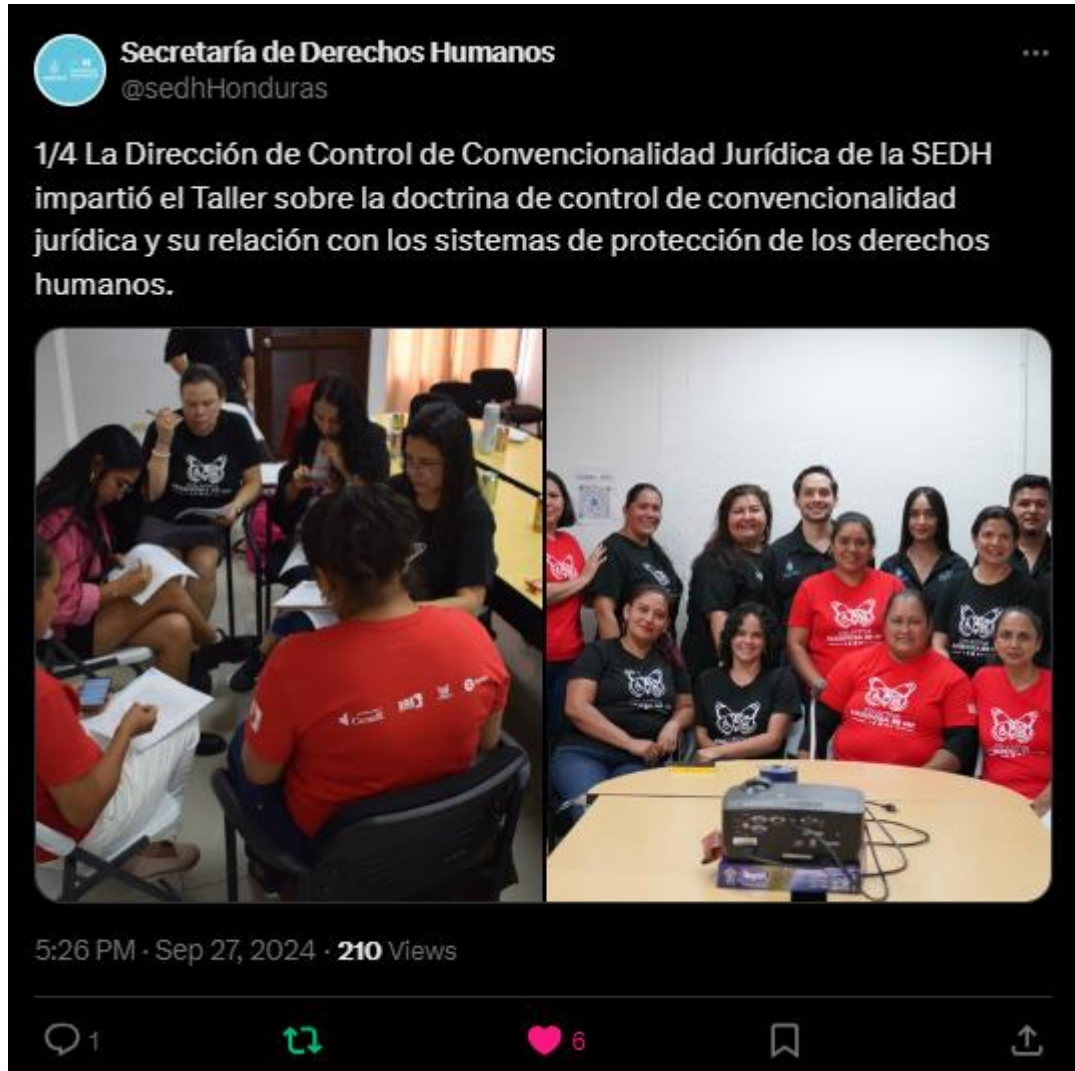 Secretaría de Derechos Humanos
@sedhHonduras
1/4 La Dirección de Control de Convencionalidad Jurídica de la SEDH
impartió el Taller sobre la doctrina de control de convencionalidad
jurídica y su relación con los sistemas de protección de los derechos
humanos.
5:26 PM · Sep 27, 2024 · 210 Views
1
6